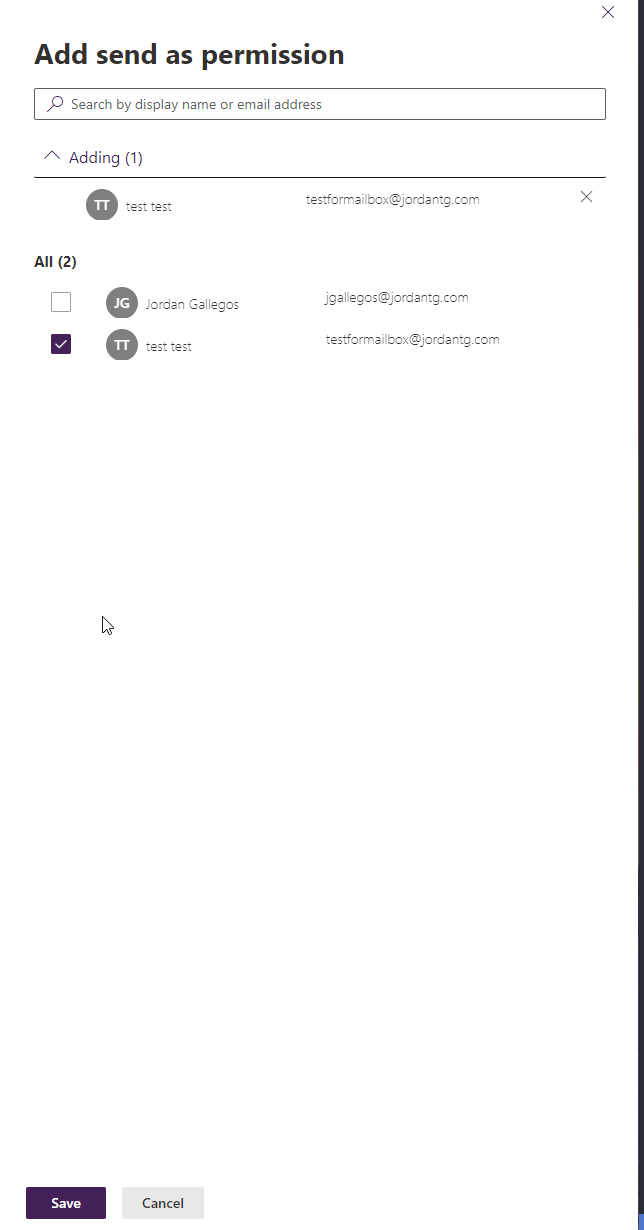 Add send as permission
Search by display name or email address
Adding (1)
TT test test testformailbox@jordantg.com
All (2)
JG Jordan Gallegos jgallegos@jordantg.com
TT test test testformailbox@jordantg.com
Save Cancel